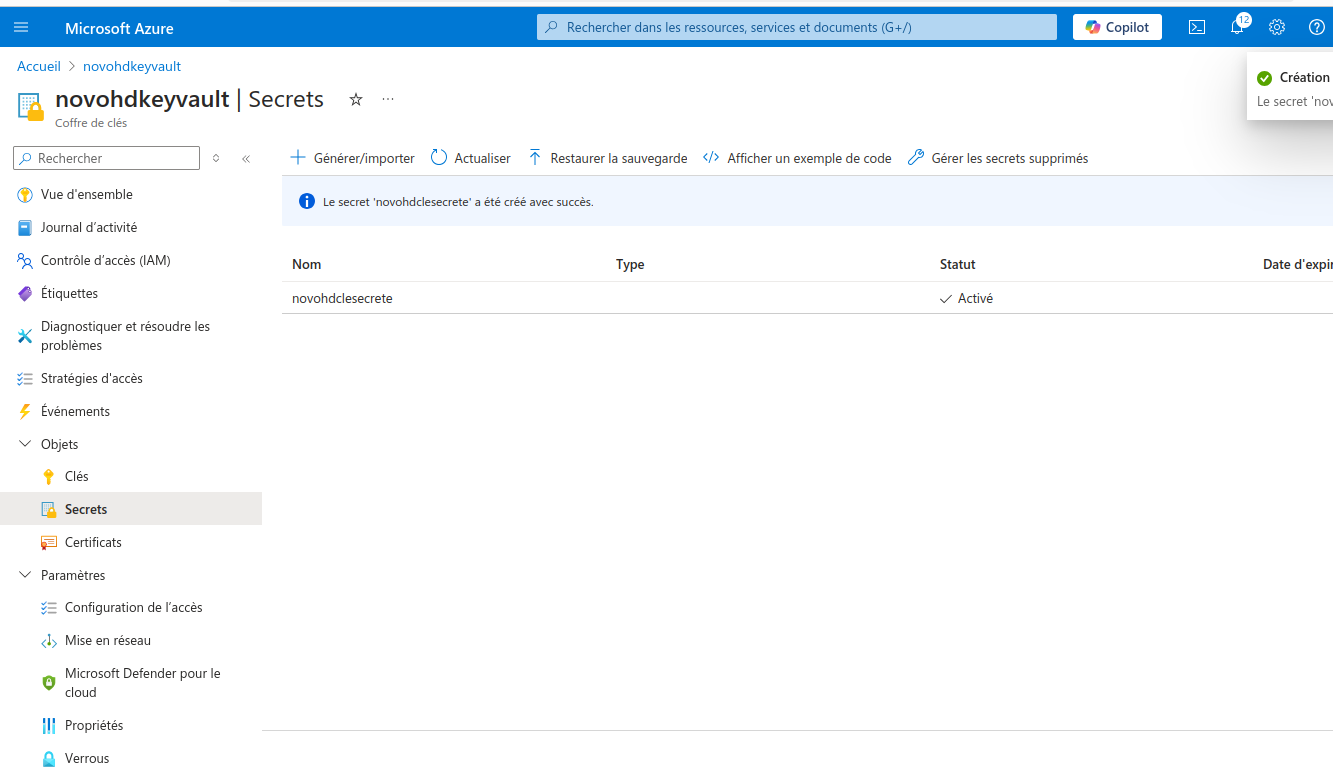 Microsoft Azure
Rechercher dans les ressources, services et documents (G+/)
Copilot
12
Accueil > novohdkeyvault
novohdkeyvault | Secrets
Coffre de clés
Création
Le secret 'nov
Rechercher
Générer/importer
Actualiser
Restaurer la sauvegarde
Afficher un exemple de code
Gérer les secrets supprimés
Vue d'ensemble
Journal d’activité
Contrôle d’accès (IAM)
Étiquettes
Diagnostiquer et résoudre les
problèmes
Stratégies d'accès
Événements
Objets
Clés
Secrets
Certificats
Paramètres
Configuration de l’accès
Mise en réseau
Microsoft Defender pour le
cloud
Propriétés
Verrous
Le secret 'novohdclesecrete' a été créé avec succès.
Nom Type Statut Date d'expir
novohdclesecrete Activé